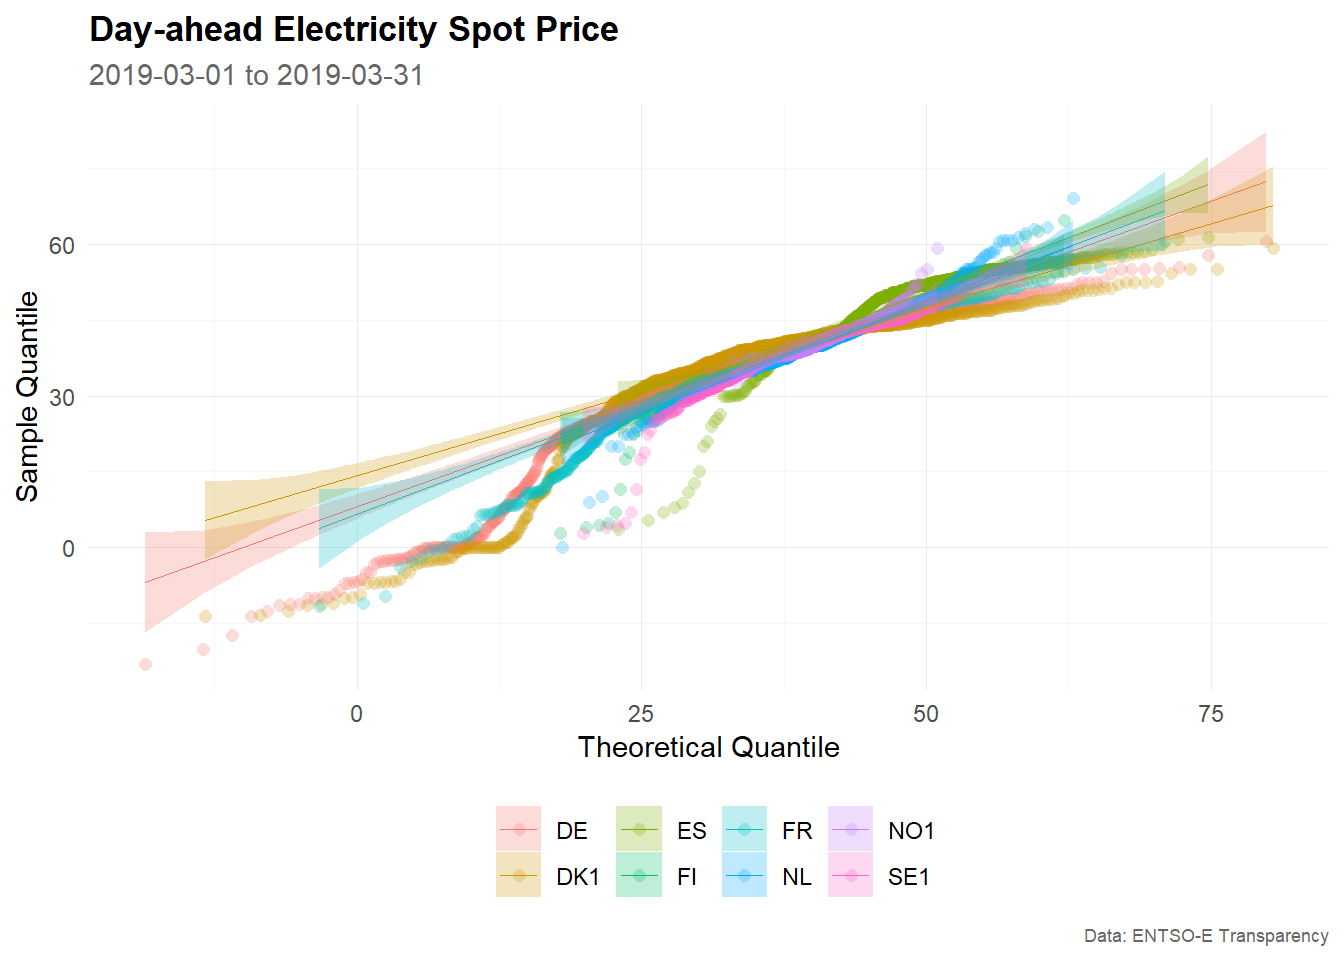 Day-ahead Electricity Spot Price
2019-03-01 to 2019-03-31
Sample Quantile
60
30
0
0 25 50 75
Theoretical Quantile
DE ES FR NO1
DK1 FI NL SE1
Data: ENTSO-E Transparency